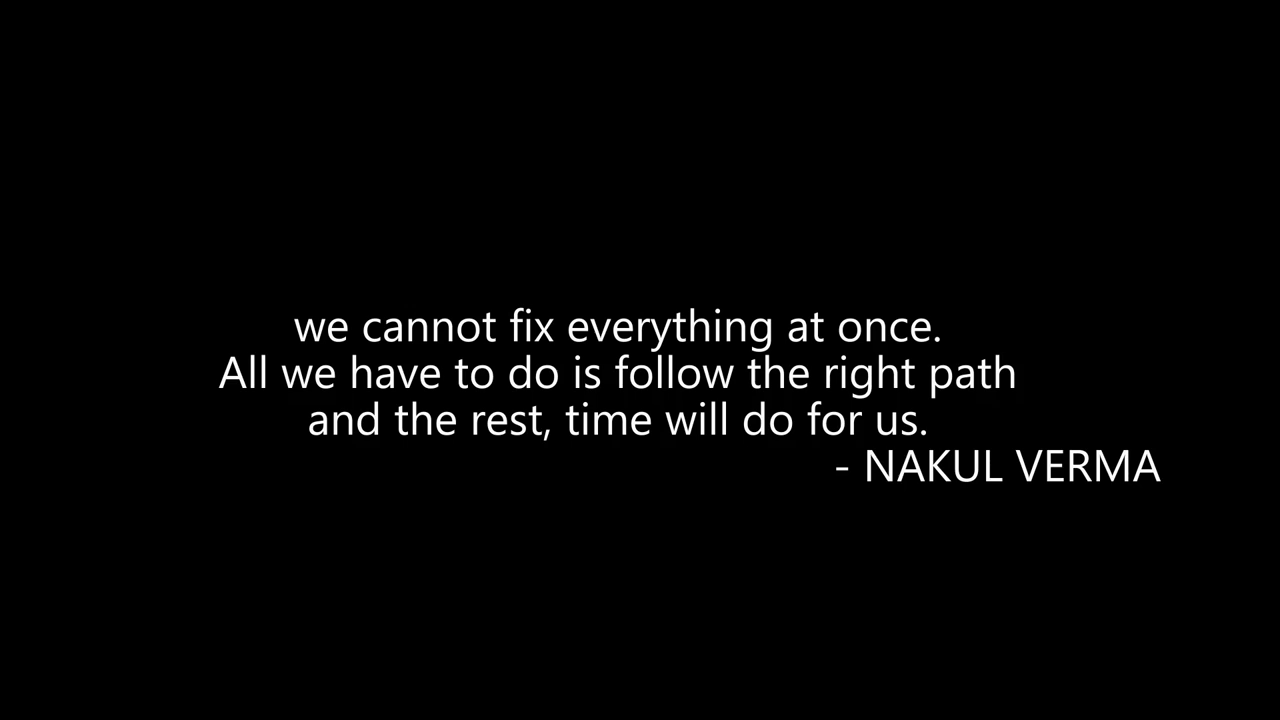 we cannot fix everything at once.
All we have to do is follow the right path
and the rest, time will do for us.
- NAKUL VERMA